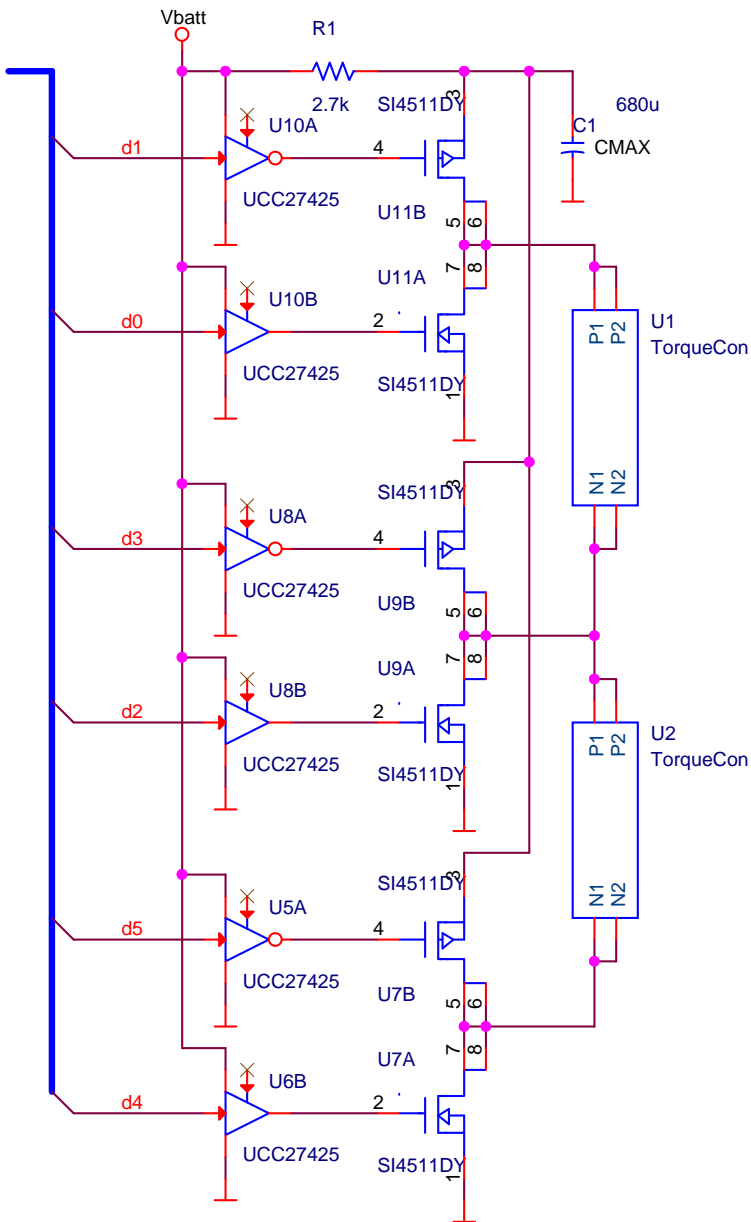 Vbatt
R1
2.7k
SI4511DY
3
680u
C1
CMAX
U10A
d1
4
UCC27425
U11B
5
6
U11A
7
8
U10B
d0
2
UCC27425
SI4511DY
1
P1
P2
U1
TorqueCon
N1
N2
SI4511DY
3
U8A
d3
4
UCC27425
U9B
5
6
U9A
7
8
U8B
d2
2
UCC27425
SI4511DY
1
P1
P2
U2
TorqueCon
N1
N2
SI4511DY
3
U5A
d5
4
UCC27425
U7B
5
6
U7A
7
8
U6B
d4
2
UCC27425
SI4511DY
1